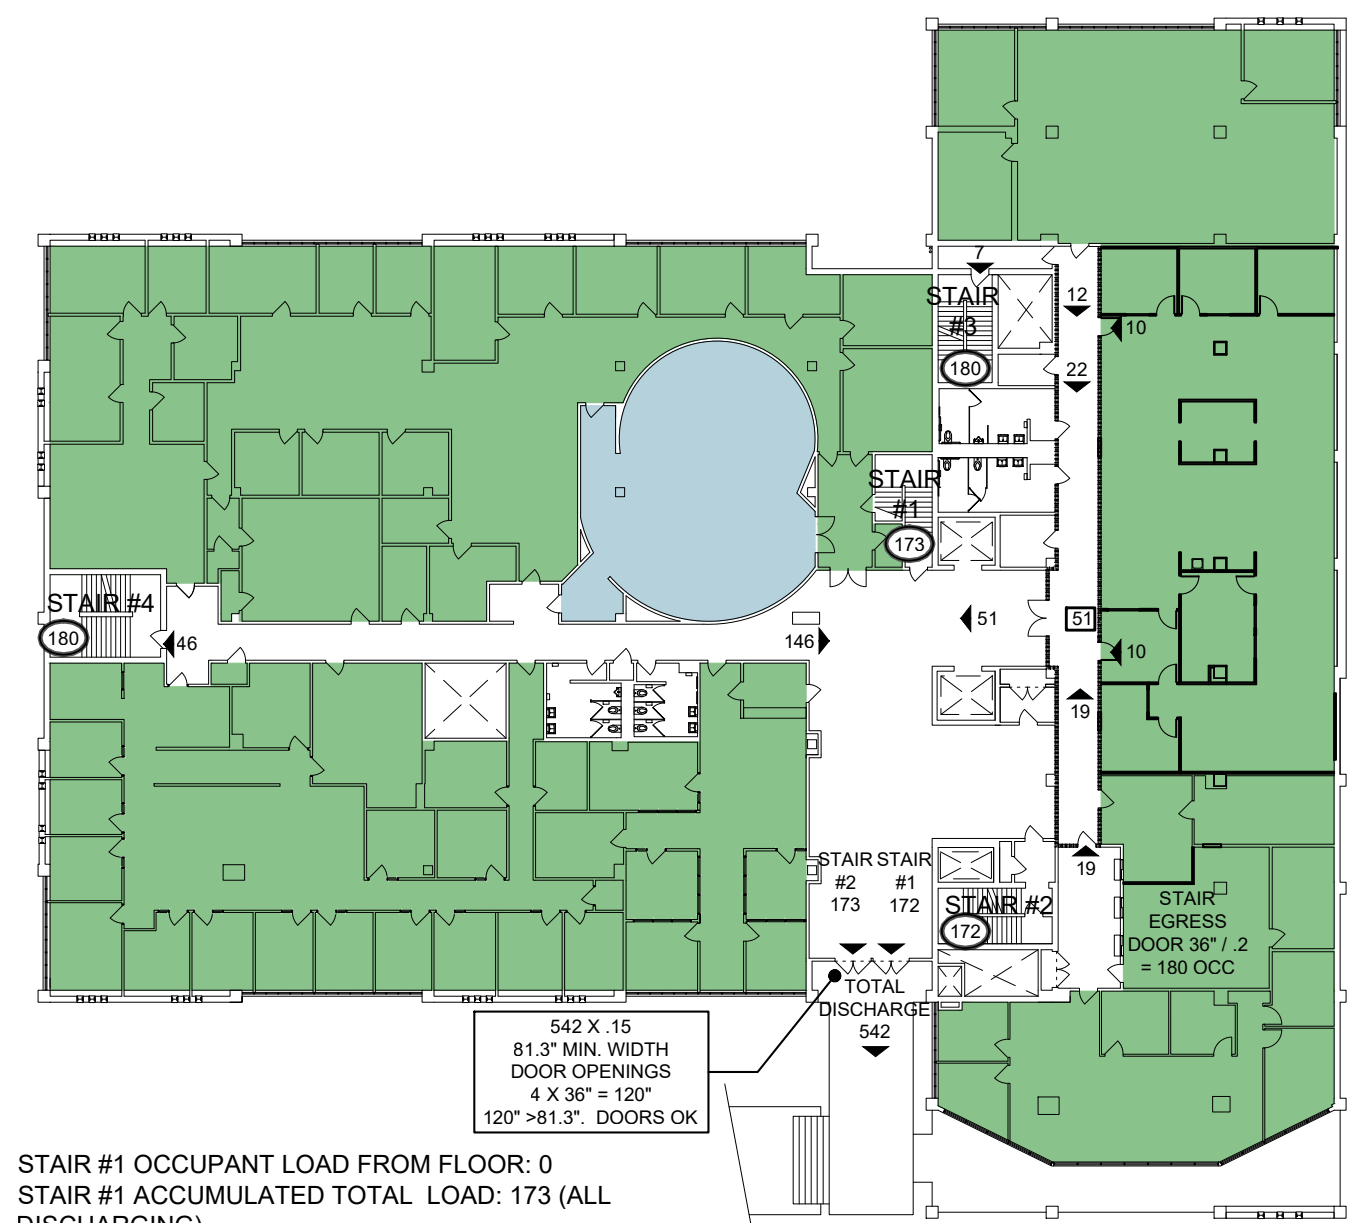 7
STAIR
#3
180
12
10
22
STAIR
#1
173
STAIR #4
180
46
146
51
51
10
19
19
STAIR
#2
173
STAIR
#1
172
STAIR #2
172
STAIR
EGRESS
DOOR 36" / .2
= 180 OCC
TOTAL
DISCHARGE
542
542 X .15
81.3" MIN. WIDTH
DOOR OPENINGS
4 X 36" = 120"
120" >81.3".  DOORS OK
STAIR #1 OCCUPANT LOAD FROM FLOOR: 0
STAIR #1 ACCUMULATED TOTAL  LOAD: 173 (ALL
DISCHARGING)